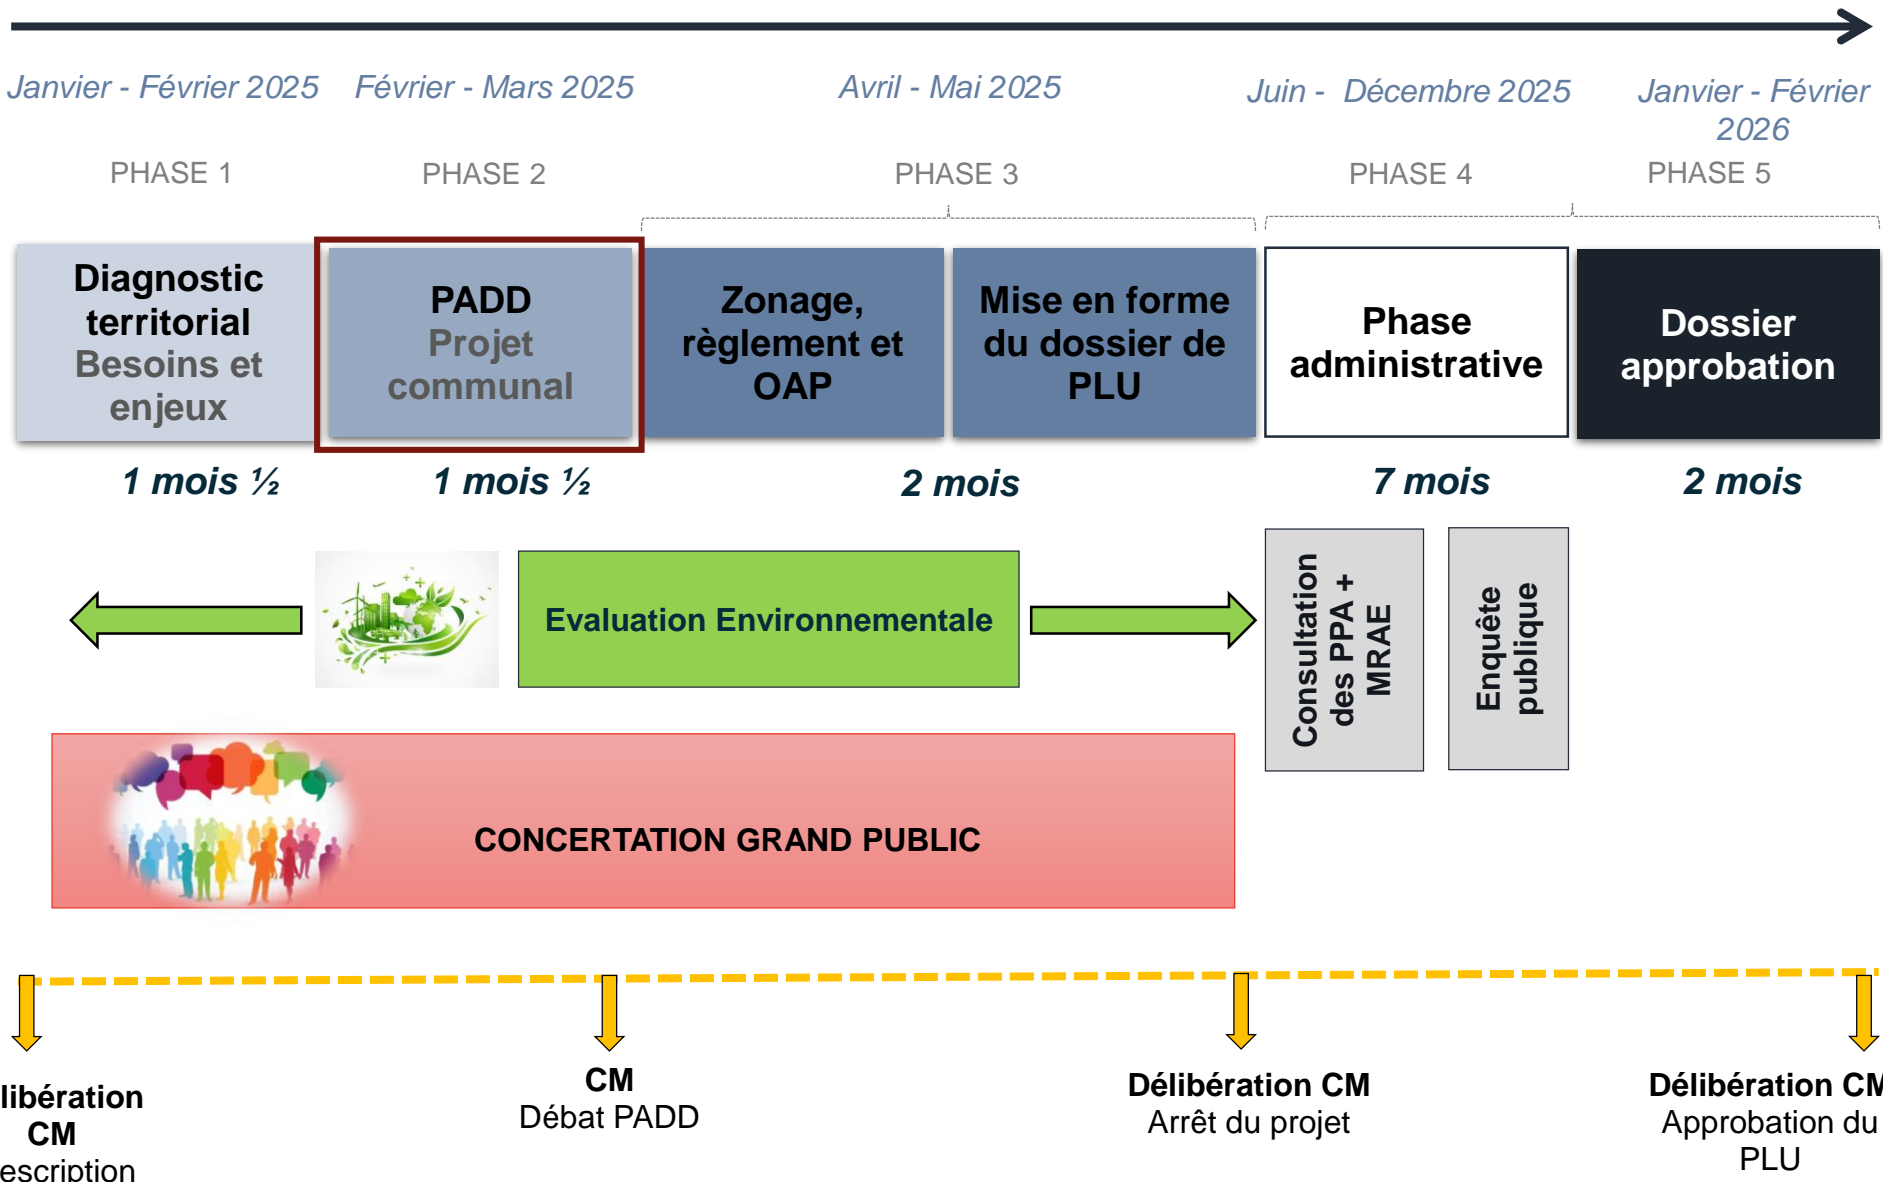 Janvier - Février 2025
Février - Mars 2025
Avril - Mai 2025
Juin - Décembre 2025
Janvier - Février
2026
PHASE 1
PHASE 2
PHASE 3
PHASE 4
PHASE 5
Diagnostic
territorial
Besoins et
enjeux
PADD
Projet
communal
Zonage,
règlement et
OAP
Mise en forme
du dossier de
PLU
Phase
administrative
Dossier
approbation
1 mois ½
1 mois ½
2 mois
7 mois
2 mois
Evaluation Environnementale
Consultation
des PPA +
MRAE
Enquête
publique
CONCERTATION GRAND PUBLIC
libération
CM
escription
CM
Débat PADD
Délibération CM
Arrêt du projet
Délibération CM
Approbation du
PLU